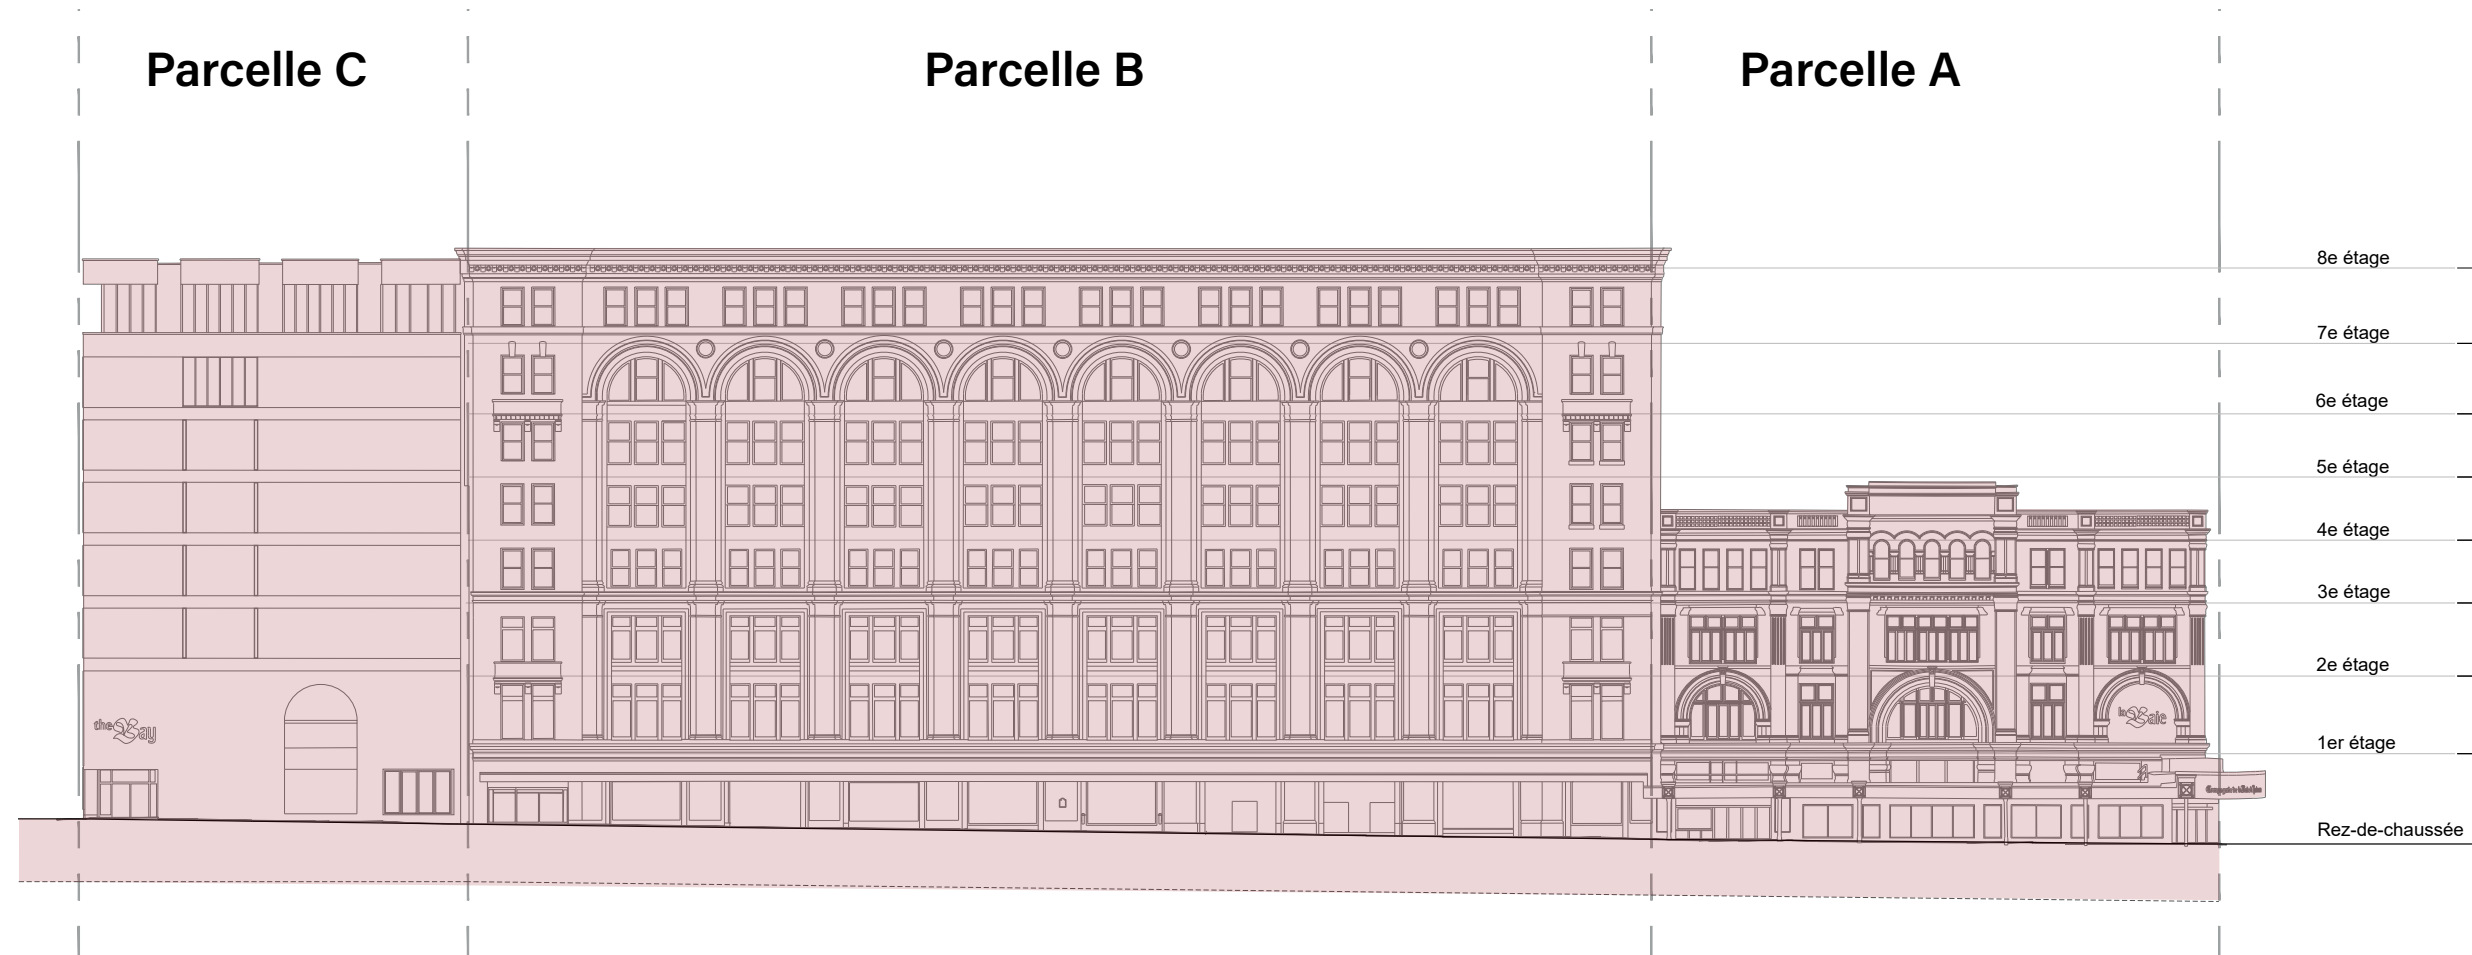 Parcelle C
Parcelle B
Parcelle A
8e étage
7e étage
6e étage
5e étage
4e étage
3e étage
2e étage
1er étage
Rez-de-chaussée
the Bay
la Baie